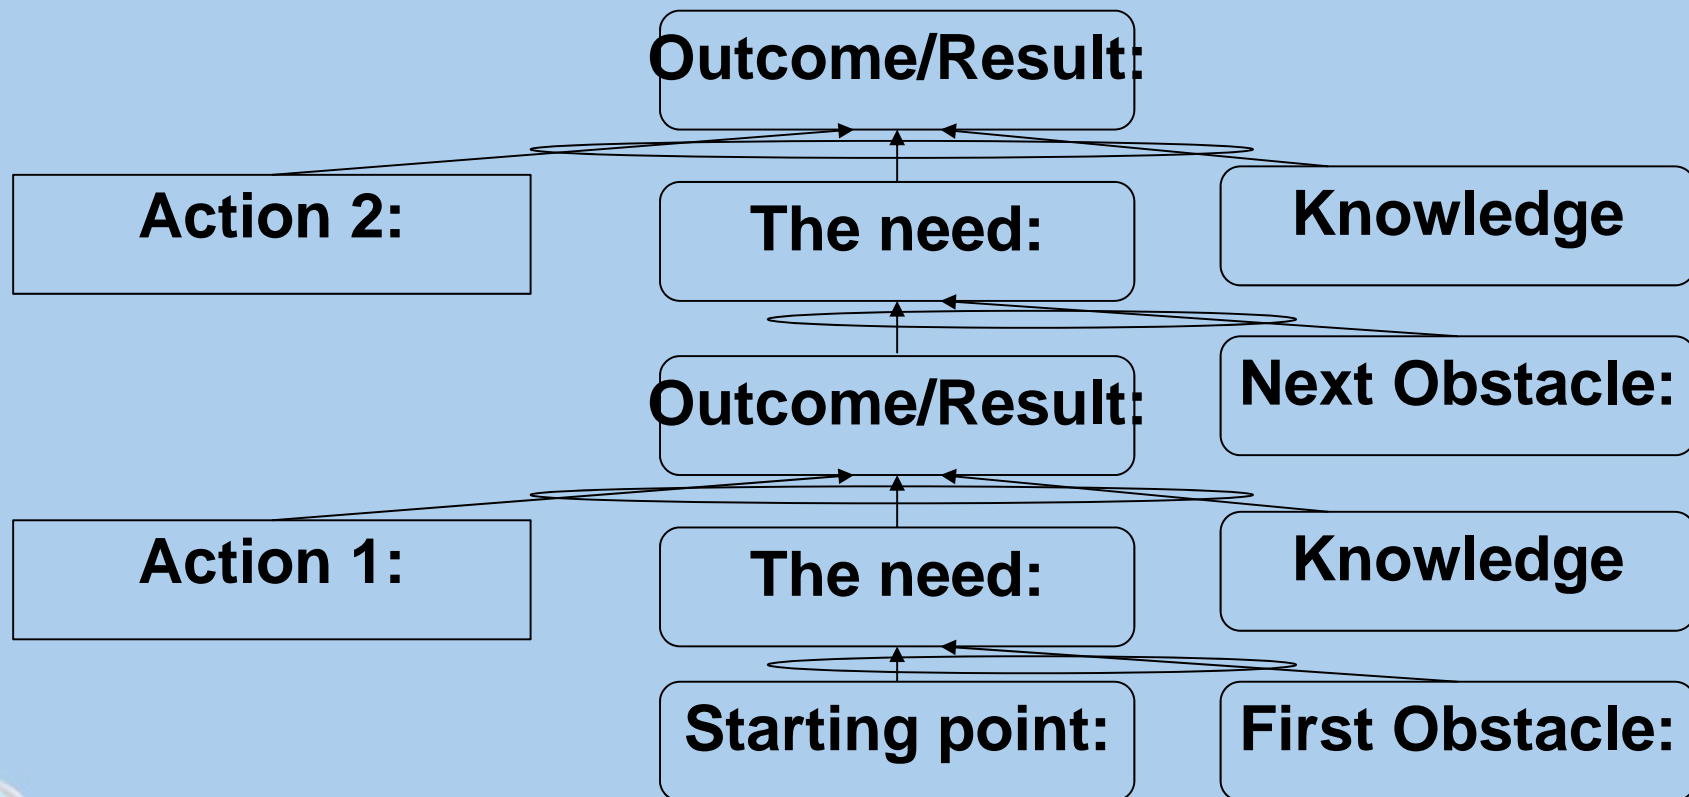 Outcome/Result:
Action 2:
The need:
Knowledge
Outcome/Result:
Next Obstacle:
Action 1:
The need:
Knowledge
Starting point:
First Obstacle: